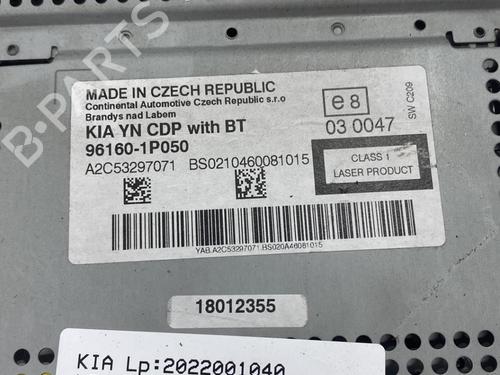 MADE IN CZECH REPUBLIC
Continental Automotive Czech Republic s.r.o
Brandys nad Labem
KIA YN CDP with BT
96160-1P050
A2C53297071 BS0210460081015
e8
03 0047
SW C209
CLASS 1
LASER PRODUCT
YAB.A2C53297071.BS020A46081015
18012355
KIA Lp:2022001040
B-PARTS